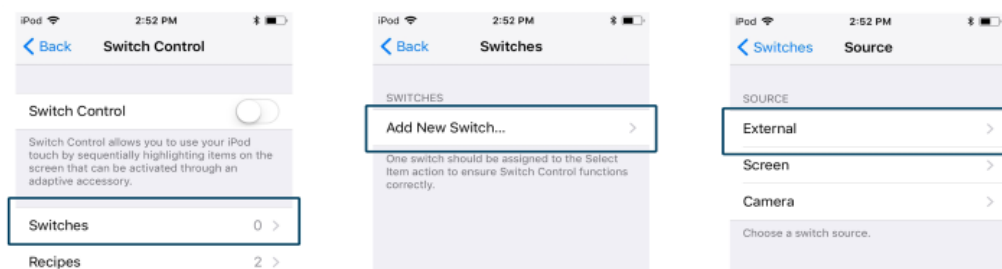 iPod 2:52 PM
Back Switch Control
Switch Control
Switch Control allows you to use your iPod
touch by sequentially highlighting items on the
screen that can be activated through an
adaptive accessory.
Switches 0
Recipes 2
iPod 2:52 PM
Back Switches
SWITCHES
Add New Switch...
One switch should be assigned to the Select
Item action to ensure Switch Control functions
correctly.
iPod 2:52 PM
Switches Source
SOURCE
External
Screen
Camera
Choose a switch source.